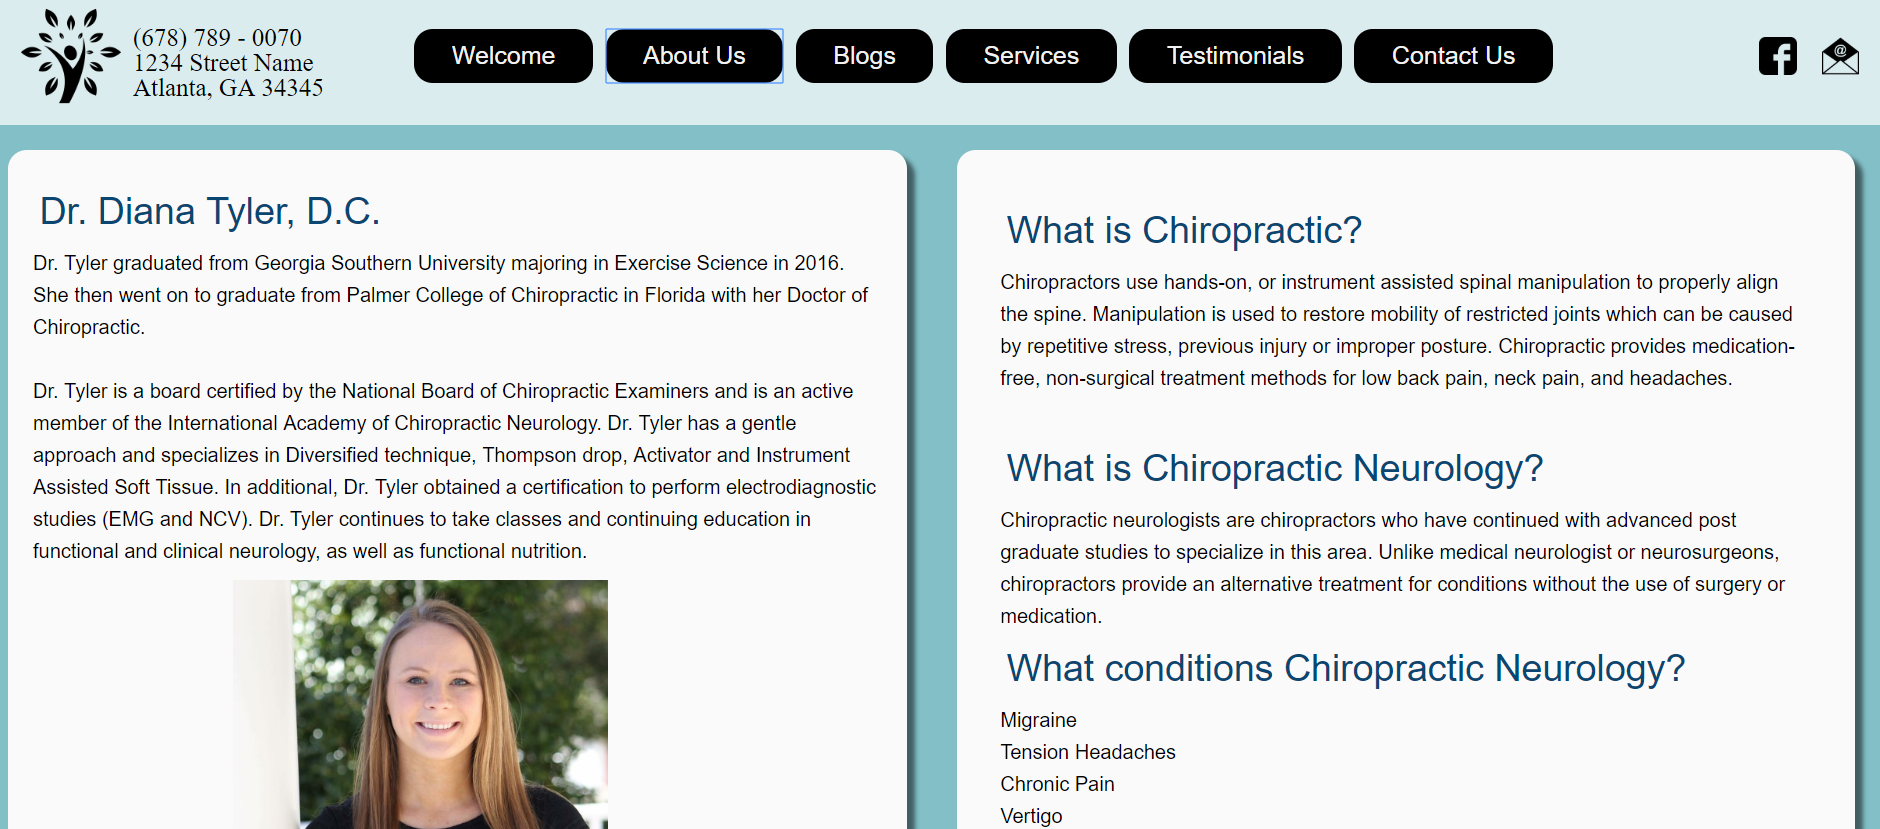 (678) 789 - 0070
1234 Street Name
Atlanta, GA 34345
Welcome
About Us
Blogs
Services
Testimonials
Contact Us
@
Dr. Diana Tyler, D.C.
Dr. Tyler graduated from Georgia Southern University majoring in Exercise Science in 2016.
She then went on to graduate from Palmer College of Chiropractic in Florida with her Doctor of
Chiropractic.
Dr. Tyler is a board certified by the National Board of Chiropractic Examiners and is an active
member of the International Academy of Chiropractic Neurology. Dr. Tyler has a gentle
approach and specializes in Diversified technique, Thompson drop, Activator and Instrument
Assisted Soft Tissue. In additional, Dr. Tyler obtained a certification to perform electrodiagnostic
studies (EMG and NCV). Dr. Tyler continues to take classes and continuing education in
functional and clinical neurology, as well as functional nutrition.
What is Chiropractic?
Chiropractors use hands-on, or instrument assisted spinal manipulation to properly align
the spine. Manipulation is used to restore mobility of restricted joints which can be caused
by repetitive stress, previous injury or improper posture. Chiropractic provides medication-
free, non-surgical treatment methods for low back pain, neck pain, and headaches.
What is Chiropractic Neurology?
Chiropractic neurologists are chiropractors who have continued with advanced post
graduate studies to specialize in this area. Unlike medical neurologist or neurosurgeons,
chiropractors provide an alternative treatment for conditions without the use of surgery or
medication.
What conditions Chiropractic Neurology?
Migraine
Tension Headaches
Chronic Pain
Vertigo